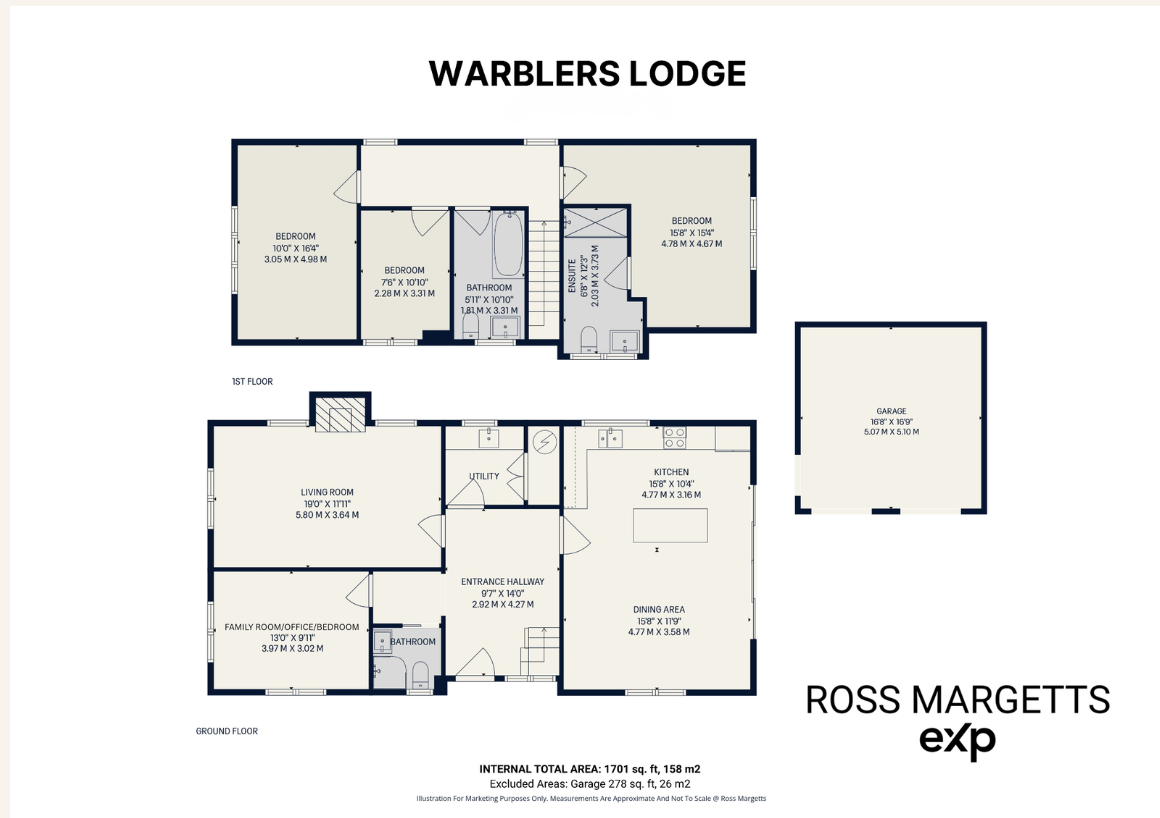 WARBLERS LODGE
BEDROOM
10'0" X 16'4"
3.05 M X 4.98 M
BEDROOM
7'6" X 10'10"
2.28 M X 3.31 M
BATHROOM
5'11" X 10'10"
1.81 M X 3.31 M
ENSUITE
6'8" X 12'3"
2.03 M X 3.73 M
BEDROOM
15'8" X 15'4"
4.78 M X 4.67 M
1ST FLOOR
GARAGE
16'8" X 16'9"
5.07 M X 5.10 M
LIVING ROOM
19'0" X 11'11"
5.80 M X 3.64 M
UTILITY
KITCHEN
15'8" X 10'4"
4.77 M X 3.16 M
ENTRANCE HALLWAY
9'7" X 14'0"
2.92 M X 4.27 M
DINING AREA
15'8" X 11'9"
4.77 M X 3.58 M
FAMILY ROOM/OFFICE/BEDROOM
13'0" X 9'11"
3.97 M X 3.02 M
BATHROOM
GROUND FLOOR
ROSS MARGETTS
exp
INTERNAL TOTAL AREA: 1701 sq. ft, 158 m2
Excluded Areas: Garage 278 sq. ft, 26 m2
Illustration For Marketing Purposes Only. Measurements Are Approximate And Not To Scale @ Ross Margetts